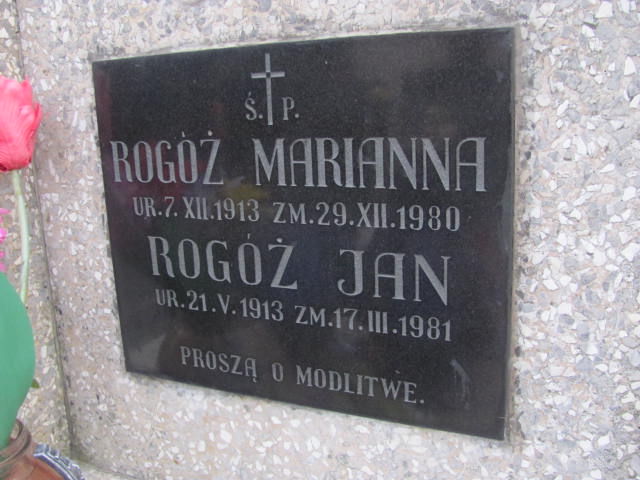 Ś. P.
ROGÓŻ MARIANNA
UR. 7. XII. 1913 ZM. 29. XII. 1980
ROGÓŻ JAN
UR. 21. V. 1913 ZM. 17. III. 1981
PROSZĄ O MODLITWE.